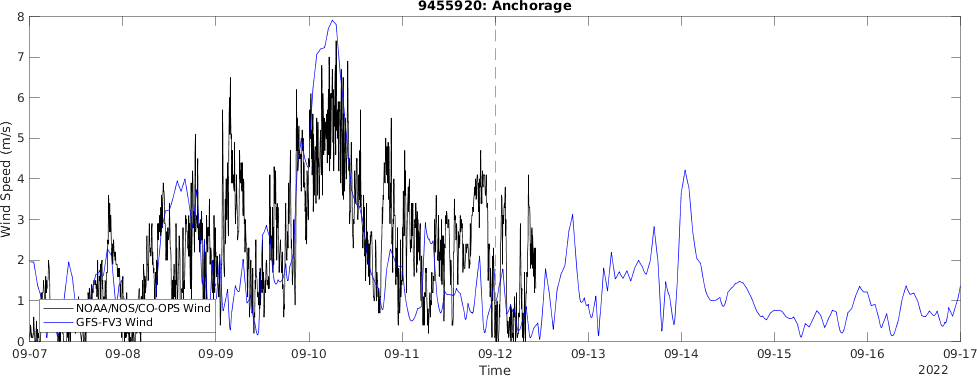 9455920: Anchorage
Wind Speed (m/s)
8
7
6
5
4
3
2
1
0
NOAA/NOS/CO-OPS Wind
GFS-FV3 Wind
09-07 09-08 09-09 09-10 09-11 09-12 09-13 09-14 09-15 09-16 09-17
Time
2022